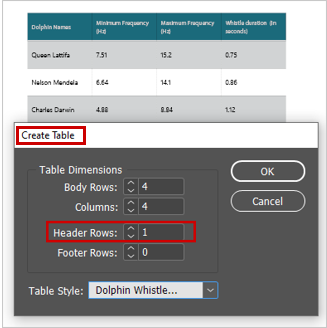 Dolphin Names Minimum Frequency (Hz) Maximum Frequency (Hz) Whistle duration (in seconds)
Queen Lattifa 7.51 15.2 0.75
Nelson Mendela 6.64 14.1 0.86
Charles Darwin 4.88 8.84 1.12
Create Table
Table Dimensions
Body Rows: 4
Columns: 4
Header Rows: 1
Footer Rows: 0
Table Style: Dolphin Whistle...
OK
Cancel